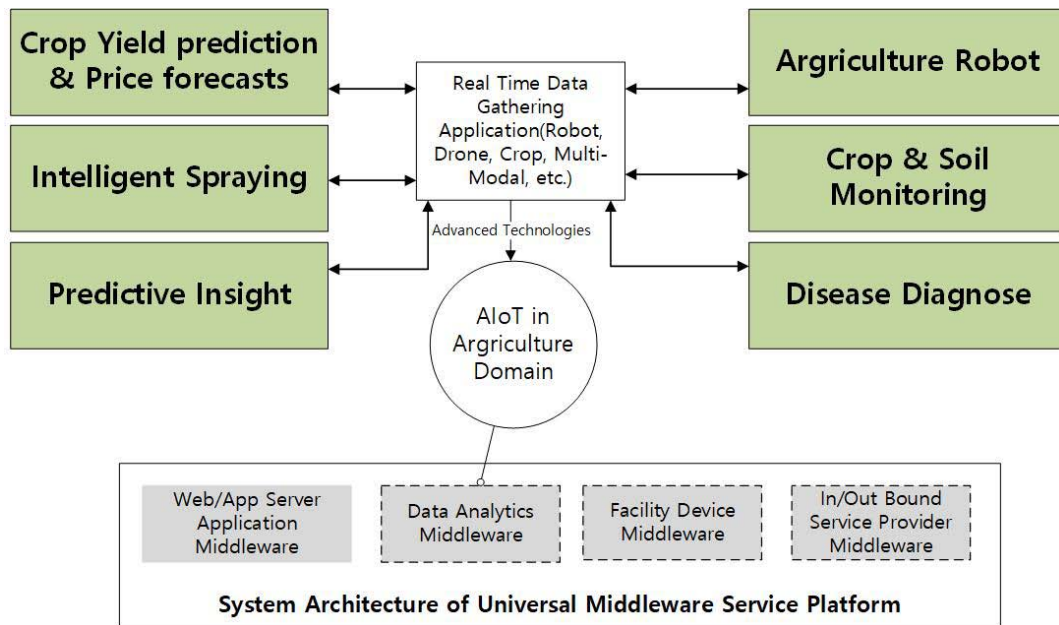 Crop Yield prediction
& Price forecasts
Intelligent Spraying
Predictive Insight
Real Time Data
Gathering
Application(Robot,
Drone, Crop, Multi-
Modal, etc.)
Advanced Technologies
AIoT in
Argriculture
Domain
Argriculture Robot
Crop & Soil
Monitoring
Disease Diagnose
Web/App Server
Application
Middleware
Data Analytics
Middleware
Facility Device
Middleware
In/Out Bound
Service Provider
Middleware
System Architecture of Universal Middleware Service Platform